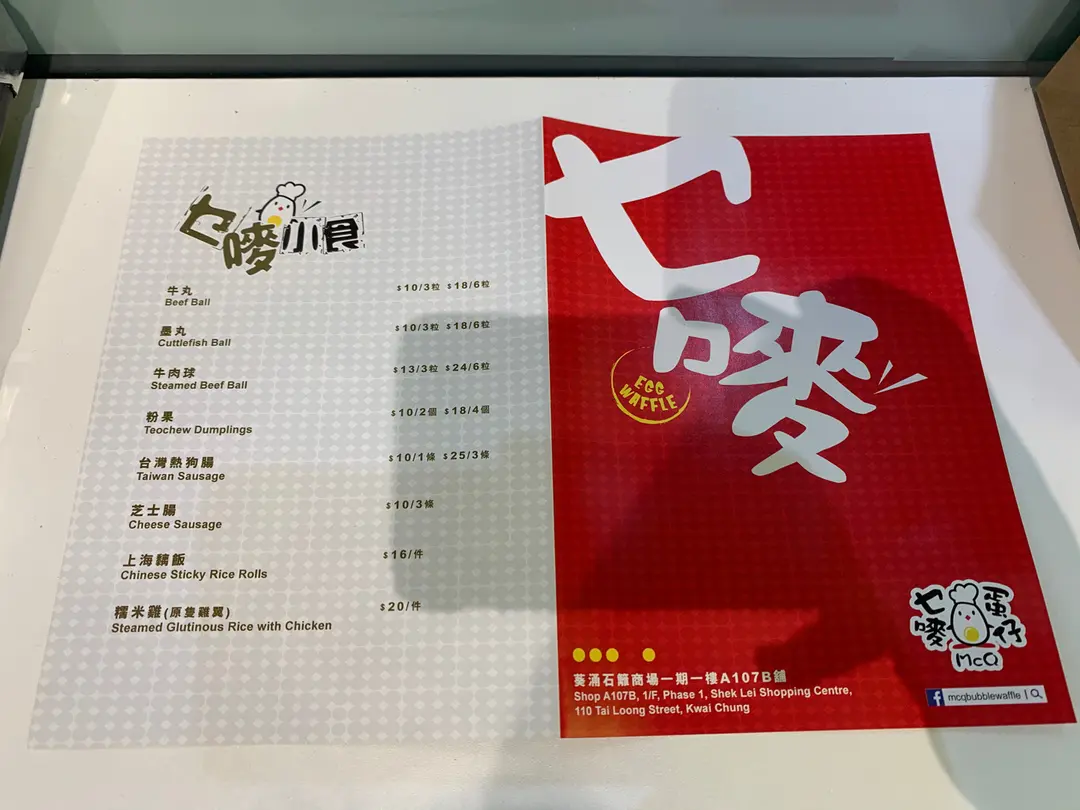 乜嘜小食
牛丸 $10/3粒 $18/6粒
Beef Ball
墨丸 $10/3粒 $18/6粒
Cuttlefish Ball
牛肉球 $13/3粒 $24/6粒
Steamed Beef Ball
粉果 $10/2個 $18/4個
Teochew Dumplings
台灣熱狗腸 $10/1條 $25/3條
Taiwan Sausage
芝士腸 $10/3條
Cheese Sausage
上海糯飯 $16/件
Chinese Sticky Rice Rolls
糯米雞(原隻雞翼) $20/件
Steamed Glutinous Rice with Chicken
乜嘜
EGG
WAFFLE
乜嘜蛋仔
McQ
葵涌石籬商場一期一樓A107B舖
Shop A107B, 1/F, Phase 1, Shek Lei Shopping Centre,
110 Tai Loong Street, Kwai Chung
f mcqbubblewaffle